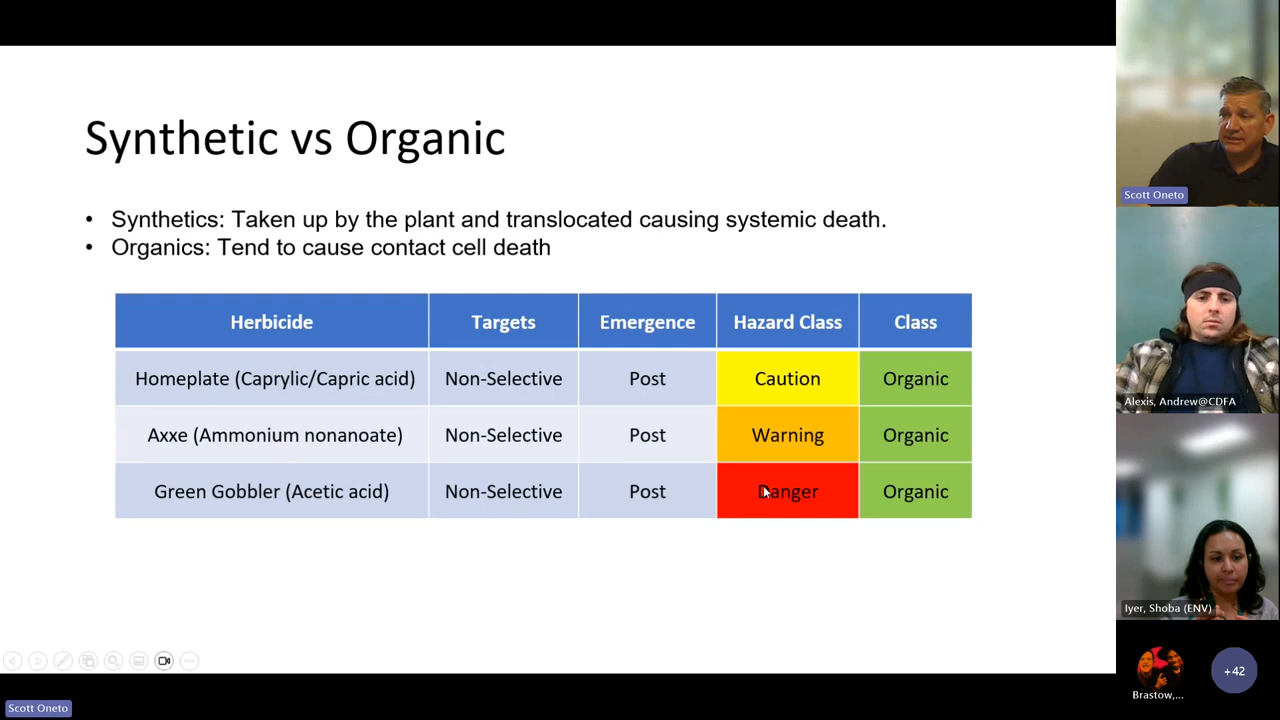 Synthetic vs Organic
• Synthetics: Taken up by the plant and translocated causing systemic death.
• Organics: Tend to cause contact cell death
Herbicide Targets Emergence Hazard Class Class
Homeplate (Caprylic/Capric acid) Non-Selective Post Caution Organic
Axxe (Ammonium nonanoate) Non-Selective Post Warning Organic
Green Gobbler (Acetic acid) Non-Selective Post Danger Organic
Scott Oneto
Scott Oneto
Alexis, Andrew@CDFA
Iyer, Shoba (ENV)
Brastow,...
+42